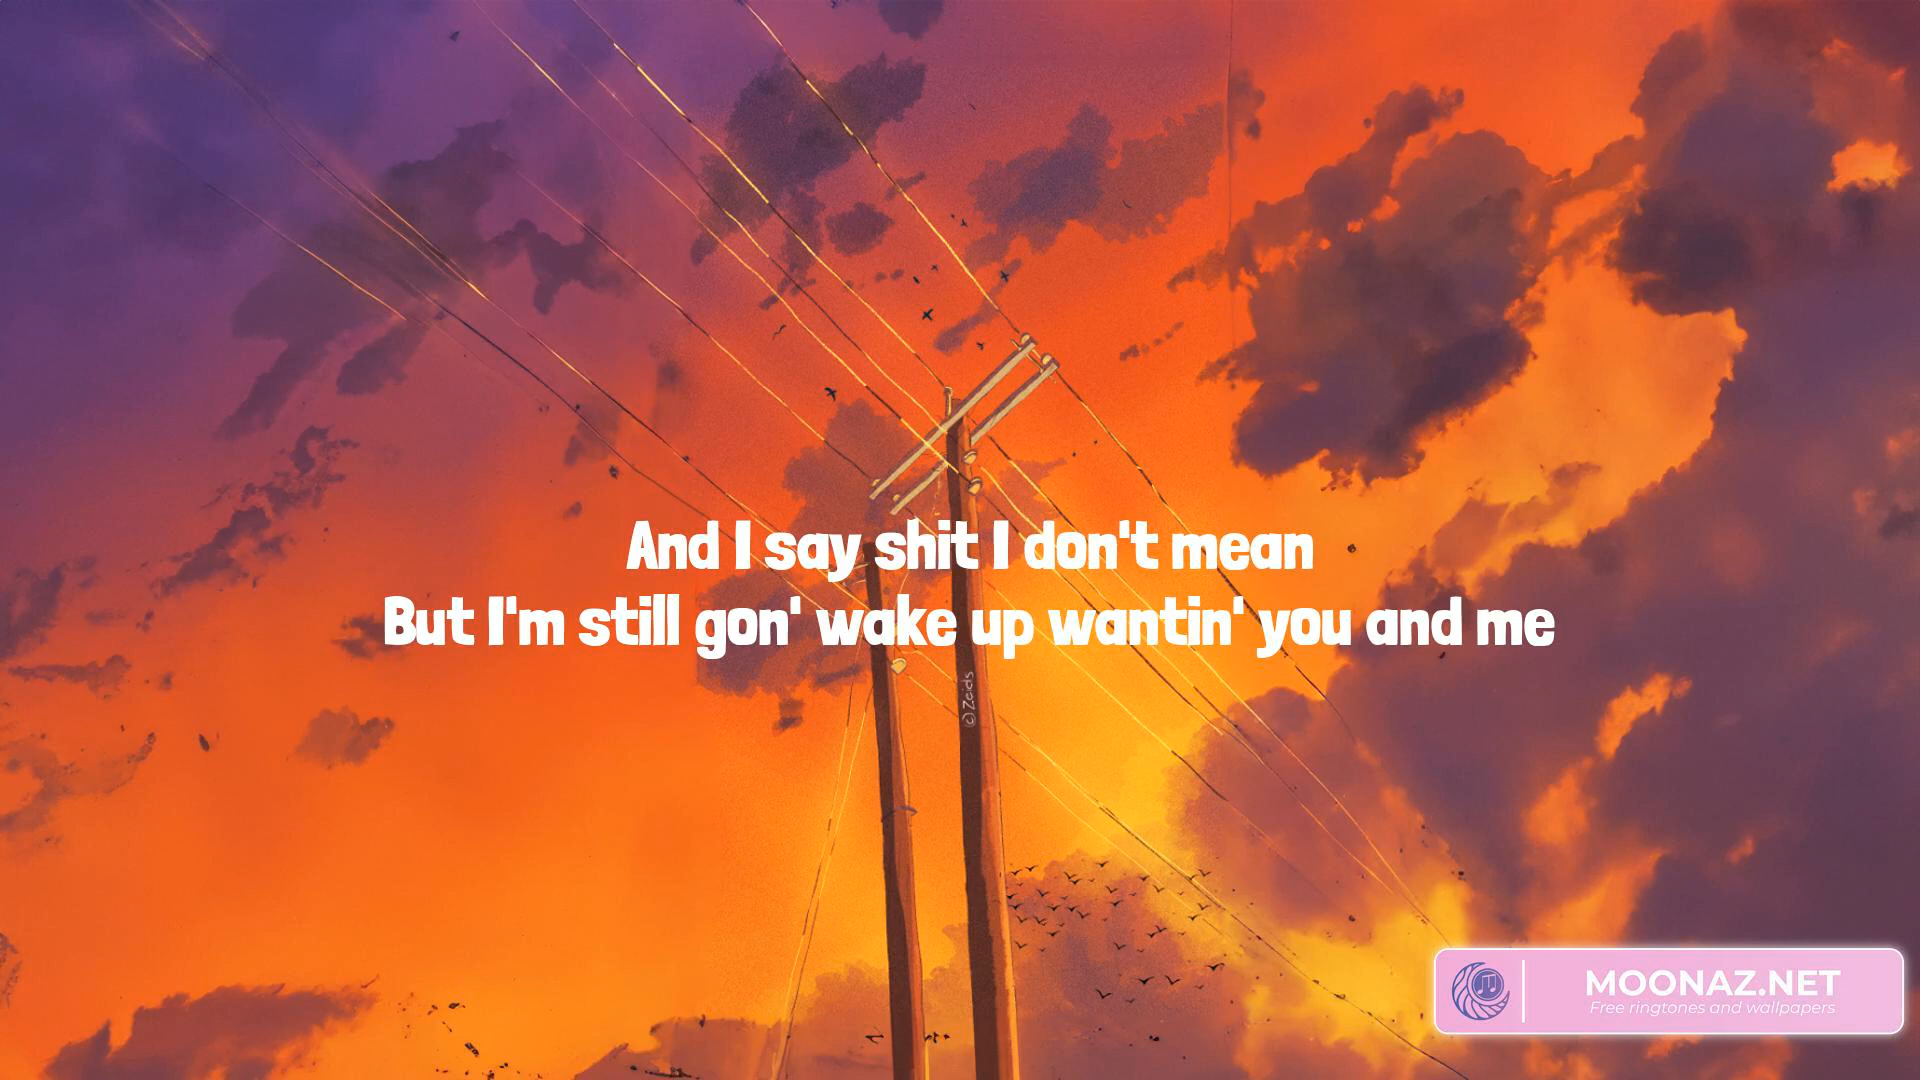 And I say shit I don't mean
But I'm still gon' wake up wantin' you and me
©Zaids
MOONAZ.NET
Free ringtones and wallpapers